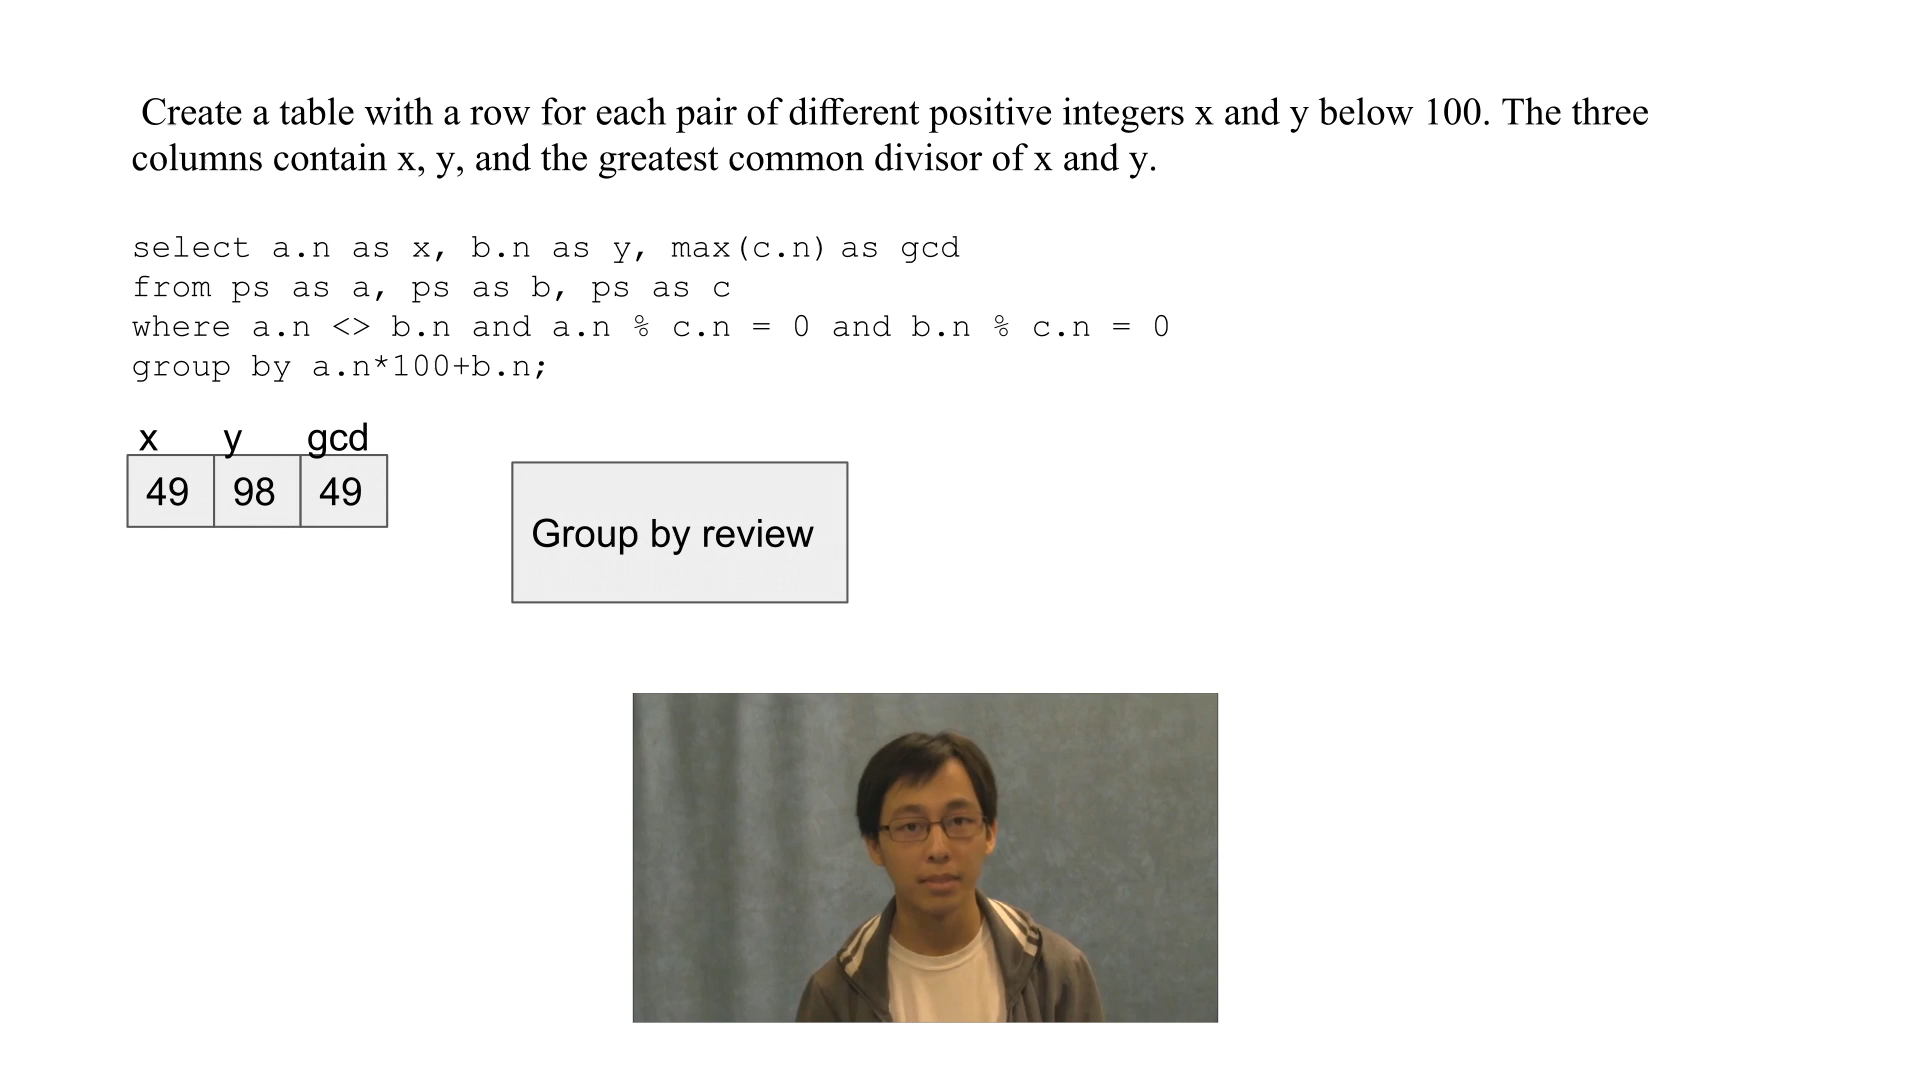 Create a table with a row for each pair of different positive integers x and y below 100. The three
columns contain x, y, and the greatest common divisor of x and y.
select a.n as x, b.n as y, max(c.n) as gcd
from ps as a, ps as b, ps as c
where a.n <> b.n and a.n % c.n = 0 and b.n % c.n = 0
group by a.n*100+b.n;
x y gcd
49 98 49
Group by review